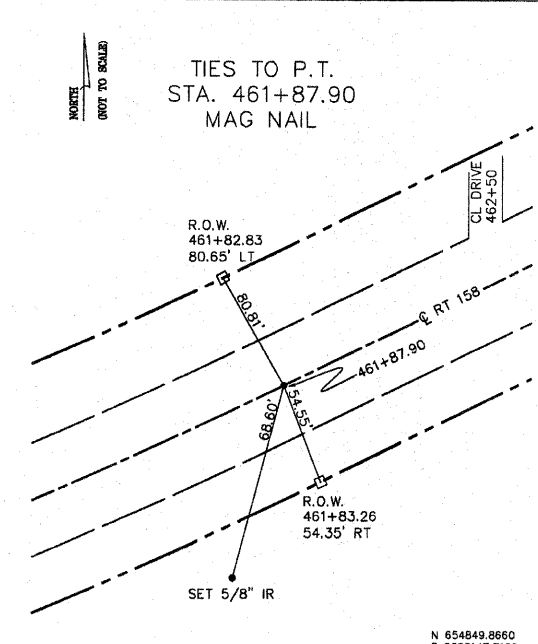 NORTH
(NOT TO SCALE)
TIES TO P.T.
STA. 461+87.90
MAG NAIL
CL DRIVE
462+50
R.O.W.
461+82.83
80.65' LT
80.81'
℄ RT 158
461+87.90
68.60'
54.55'
R.O.W.
461+83.26
54.35' RT
SET 5/8" IR
N 654849.8660